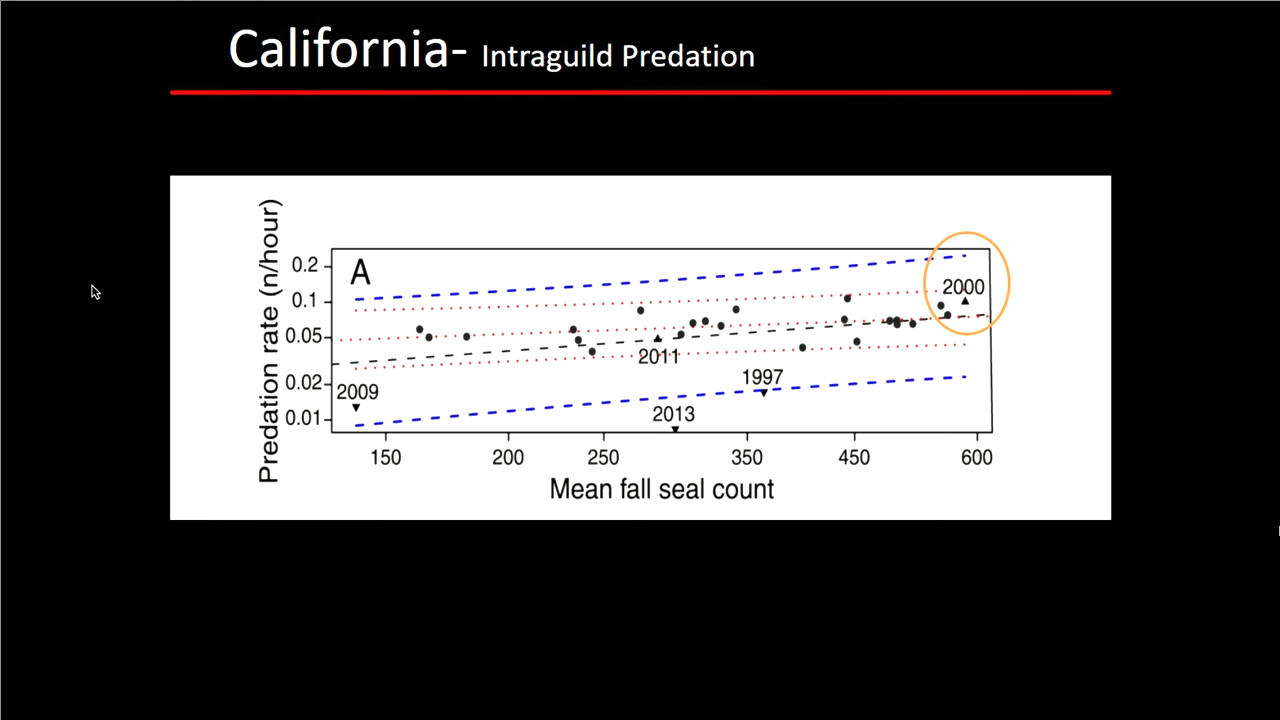 California- Intraguild Predation
Predation rate (n/hour)
A
0.2
0.1
0.05
0.02
0.01
2000
2011
2009
1997
2013
150 200 250 350 450 600
Mean fall seal count